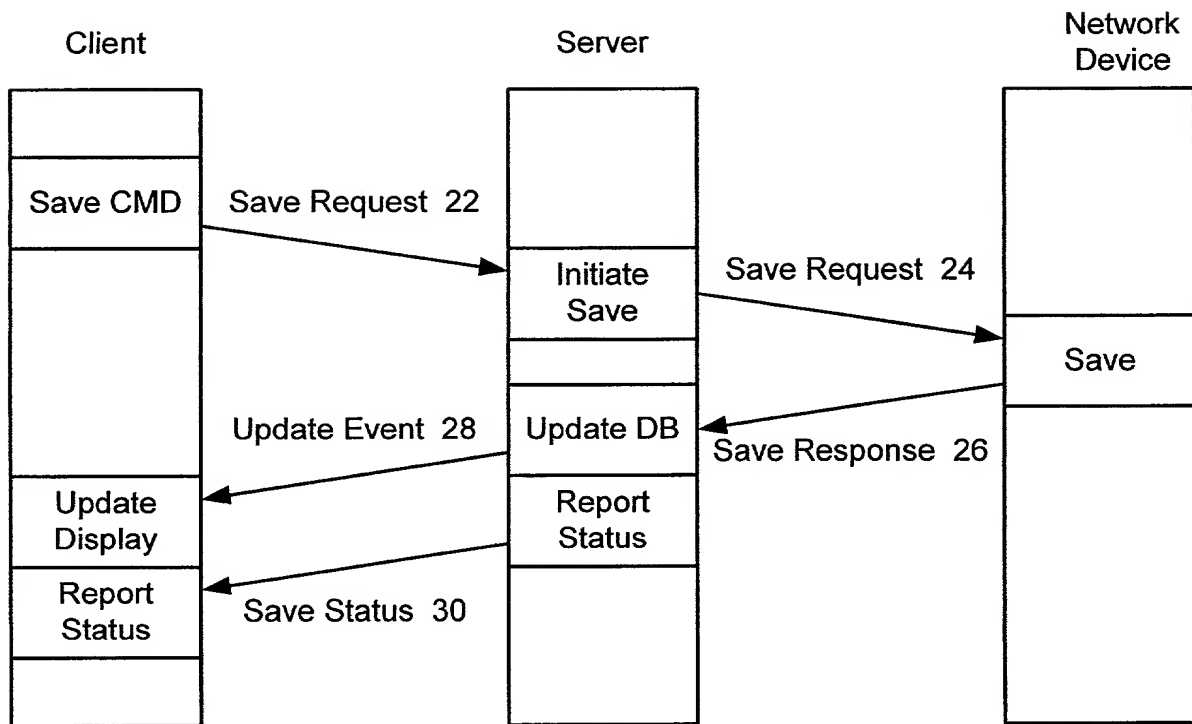 Client
Server
Network
Device
Save CMD
Save Request 22
Initiate
Save
Save Request 24
Save
Update Event 28
Update DB
Save Response 26
Update
Display
Report
Status
Save Status 30
Report
Status